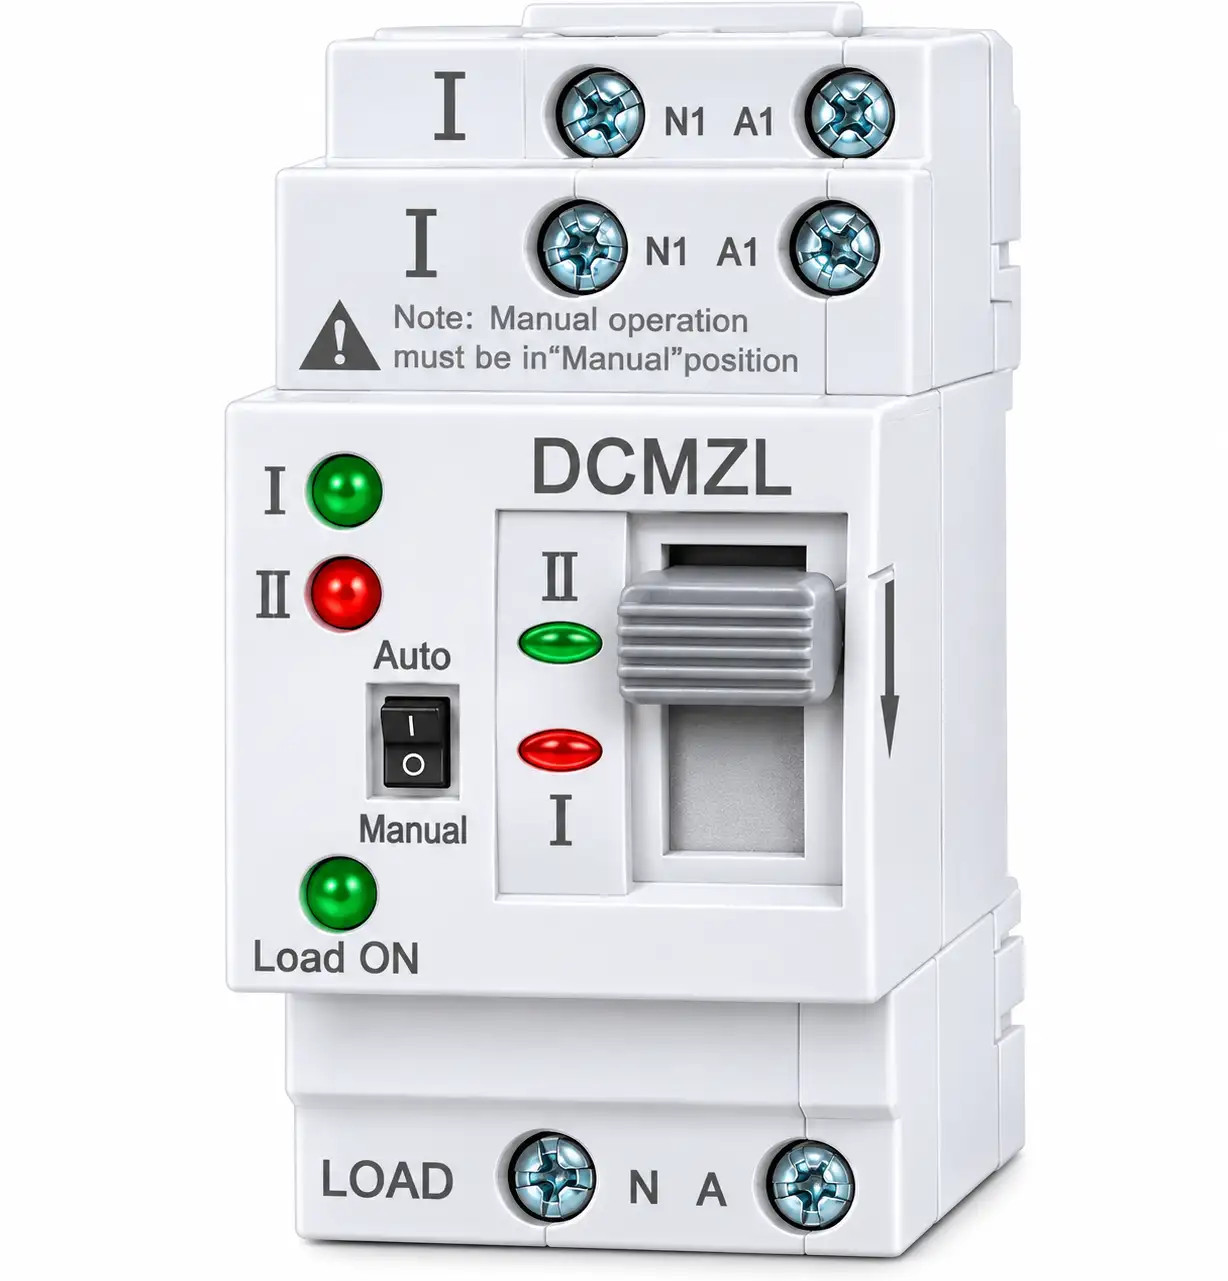 I N1 A1
I N1 A1
Note: Manual operation
must be in“Manual”position
DCMZL
I
II
II
Auto
I
O
I
Manual
Load ON
LOAD N A